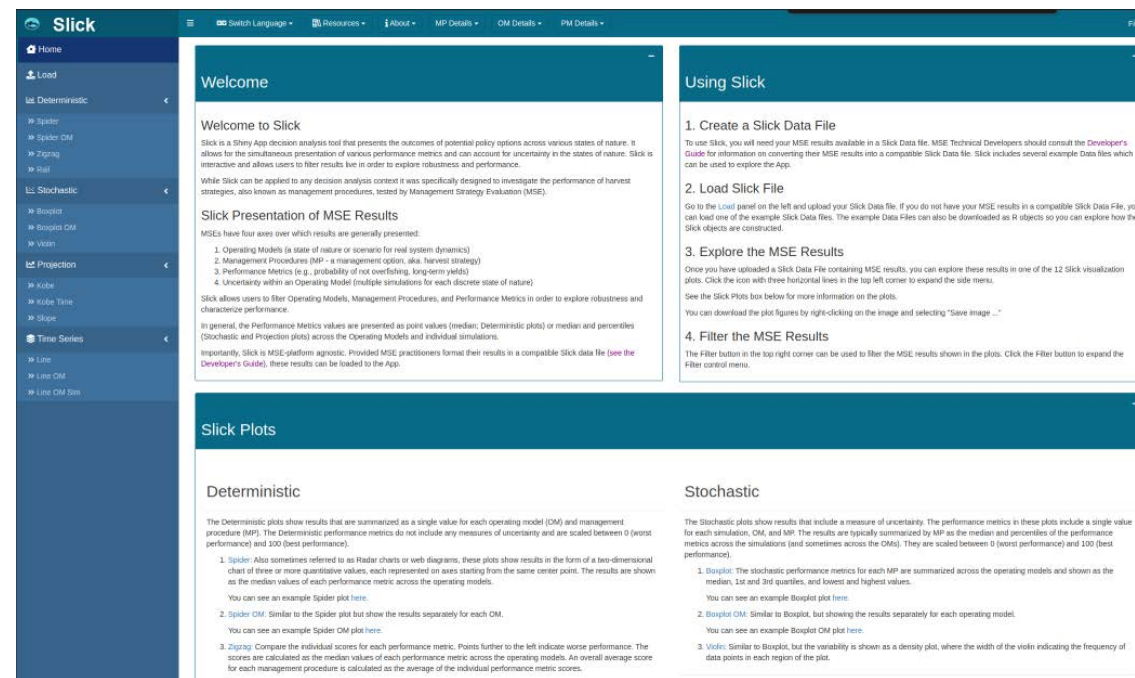 Slick
Switch Language
Resources
About
MP Details
OM Details
PM Details
Home
Load
Deterministic
Spider
Spider OM
Zigzag
Rail
Stochastic
Boxplot
Boxplot OM
Violin
Projection
Kobe
Kobe Time
Slope
Time Series
Line
Line OM
Line OM Sim
Welcome
Welcome to Slick
Slick is a Shiny App decision analysis tool that presents the outcomes of potential policy options across various states of nature. It
allows for the simultaneous presentation of various performance metrics and can account for uncertainty in the states of nature. Slick is
interactive and allows users to filter results live in order to explore robustness and performance.
While Slick can be applied to any decision analysis context it was specifically designed to investigate the performance of harvest
strategies, also known as management procedures, tested by Management Strategy Evaluation (MSE).
Slick Presentation of MSE Results
MSEs have four axes over which results are generally presented:
1. Operating Models (a state of nature or scenario for real system dynamics)
2. Management Procedures (MP - a management option, aka. harvest strategy)
3. Performance Metrics (e.g., probability of not overfishing, long-term yields)
4. Uncertainty within an Operating Model (multiple simulations for each discrete state of nature)
Slick allows users to filter Operating Models, Management Procedures, and Performance Metrics in order to explore robustness and
characterize performance.
In general, the Performance Metrics values are presented as point values (median; Deterministic plots) or median and percentiles
(Stochastic and Projection plots) across the Operating Models and individual simulations.
Importantly, Slick is MSE-platform agnostic. Provided MSE practitioners format their results in a compatible Slick data file (see the
Developer's Guide), these results can be loaded to the App.
Using Slick
1. Create a Slick Data File
To use Slick, you will need your MSE results available in a Slick Data file. MSE Technical Developers should consult the Developer's
Guide for information on converting their MSE results into a compatible Slick Data file. Slick includes several example Data files which
can be used to explore the App.
2. Load Slick File
Go to the Load panel on the left and upload your Slick Data file. If you do not have your MSE results in a compatible Slick Data File, yo
can load one of the example Slick Data files. The example Data Files can also be downloaded as R objects so you can explore how the
Slick objects are constructed.
3. Explore the MSE Results
Once you have uploaded a Slick Data File containing MSE results, you can explore these results in one of the 12 Slick visualization
plots. Click the icon with three horizontal lines in the top left corner to expand the side menu.
See the Slick Plots box below for more information on the plots.
You can download the plot figures by right-clicking on the image and selecting "Save image ..."
4. Filter the MSE Results
The Filter button in the top right corner can be used to filter the MSE results shown in the plots. Click the Filter button to expand the
Filter control menu.
Slick Plots
Deterministic
The Deterministic plots show results that are summarized as a single value for each operating model (OM) and management
procedure (MP). The Deterministic performance metrics do not include any measures of uncertainty and are scaled between 0 (worst
performance) and 100 (best performance).
1. Spider: Also sometimes referred to as Radar charts or web diagrams, these plots show results in the form of a two-dimensional
chart of three or more quantitative values, each represented on axes starting from the same center point. The results are shown
as the median values of each performance metric across the operating models.
You can see an example Spider plot here.
2. Spider OM: Similar to the Spider plot but show the results separately for each OM.
You can see an example Spider OM plot here.
3. Zigzag: Compare the individual scores for each performance metric. Points further to the left indicate worse performance. The
scores are calculated as the median values of each performance metric across the operating models. An overall average score
for each management procedure is calculated as the average of the individual performance metric scores.
Stochastic
The Stochastic plots show results that include a measure of uncertainty. The performance metrics in these plots include a single value
for each simulation, OM, and MP. The results are typically summarized by MP as the median and percentiles of the performance
metrics across the simulations (and sometimes across the OMs). They are scaled between 0 (worst performance) and 100 (best
performance).
1. Boxplot: The stochastic performance metrics for each MP are summarized across the operating models and shown as the
median, 1st and 3rd quartiles, and lowest and highest values.
You can see an example Boxplot plot here.
2. Boxplot OM: Similar to Boxplot, but showing the results separately for each operating model.
You can see an example Boxplot OM plot here.
3. Violin: Similar to Boxplot, but the variability is shown as a density plot, where the width of the violin indicating the frequency of
data points in each region of the plot.